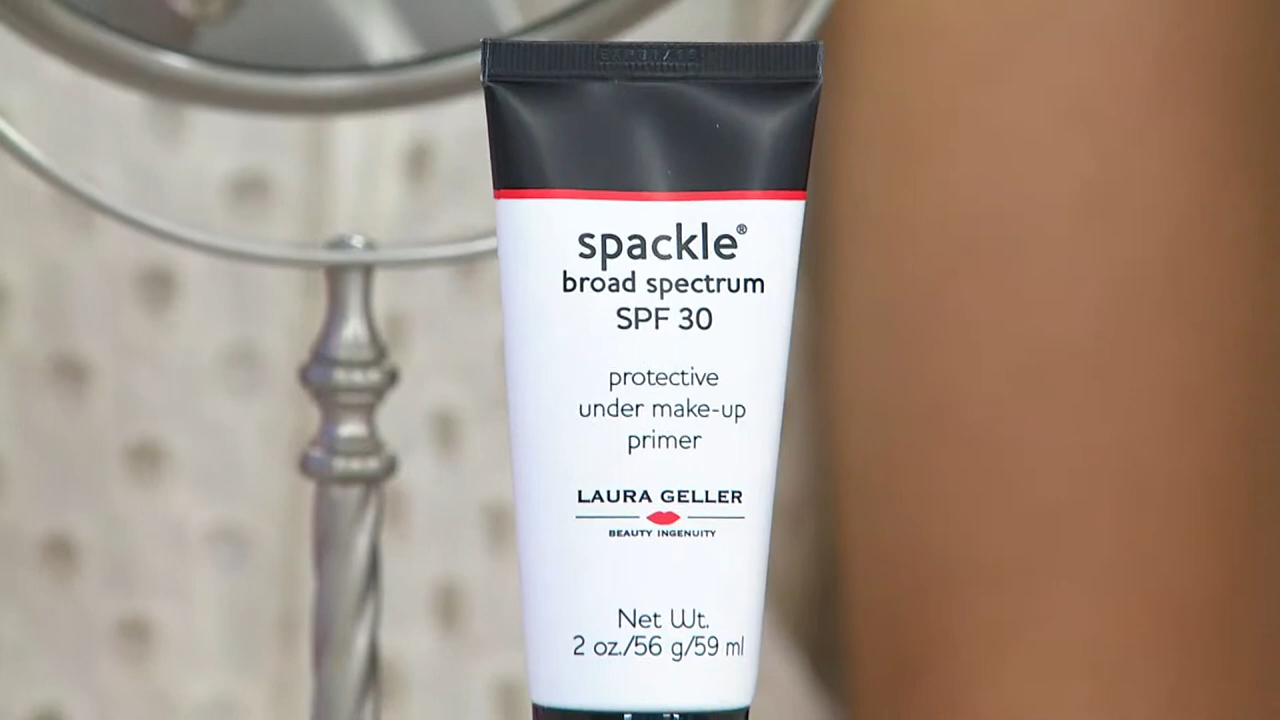 spackle®
broad spectrum
SPF 30
protective
under make-up
primer
LAURA GELLER
BEAUTY INGENUITY
Net Wt.
2 oz./56 g/59 ml